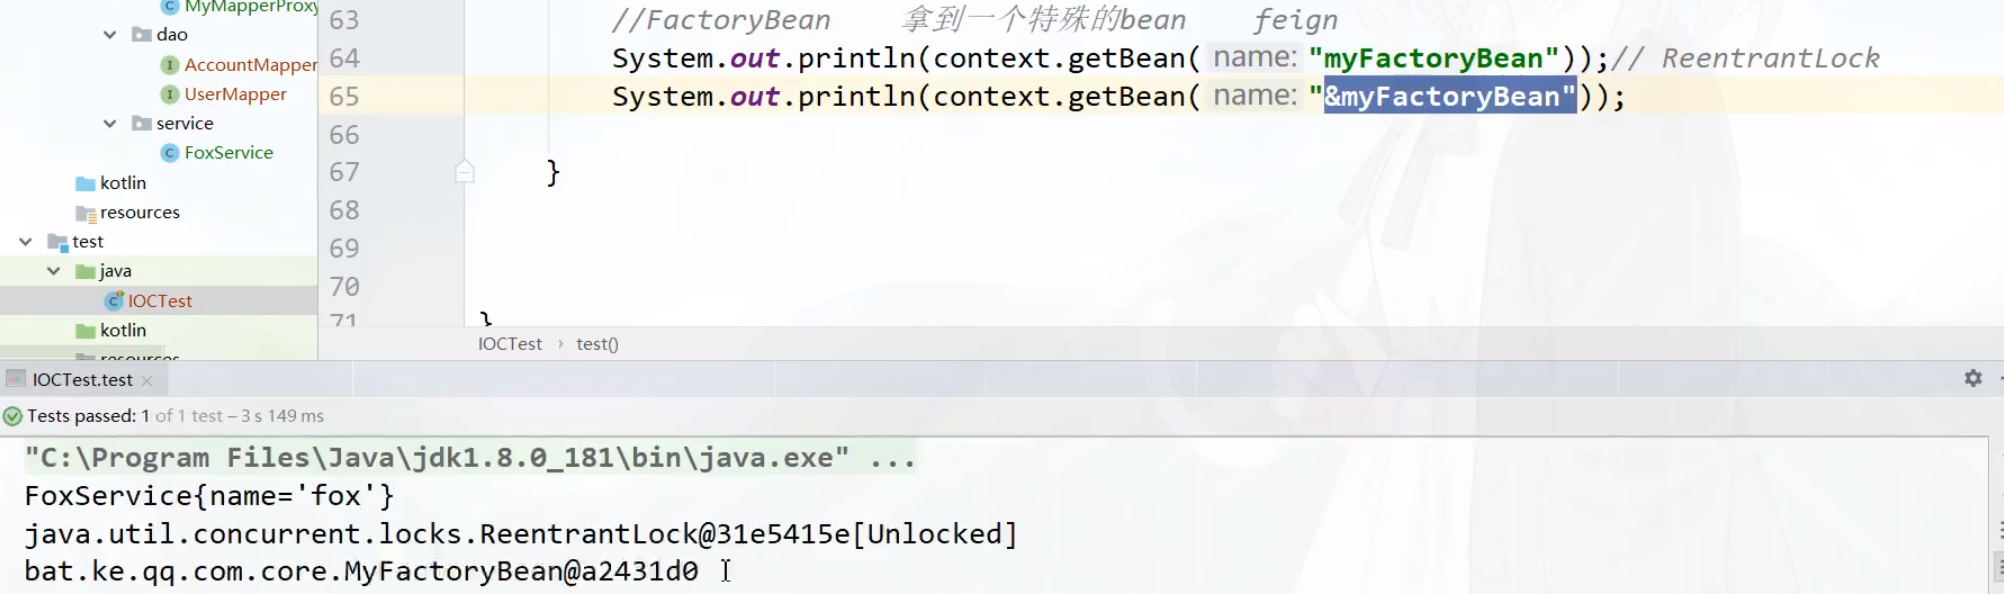 MyMapperProxy
dao
AccountMapper
UserMapper
service
FoxService
kotlin
resources
test
java
IOCTest
kotlin
resources
63 //FactoryBean 拿到一个特殊的bean feign
64 System.out.println(context.getBean( name: "myFactoryBean"));// ReentrantLock
65 System.out.println(context.getBean( name: "&myFactoryBean"));
66
67 }
68
69
70
71 }
IOCTest › test()
IOCTest.test ×
Tests passed: 1 of 1 test – 3 s 149 ms
"C:\Program Files\Java\jdk1.8.0_181\bin\java.exe" ...
FoxService{name='fox'}
java.util.concurrent.locks.ReentrantLock@31e5415e[Unlocked]
bat.ke.qq.com.core.MyFactoryBean@a2431d0